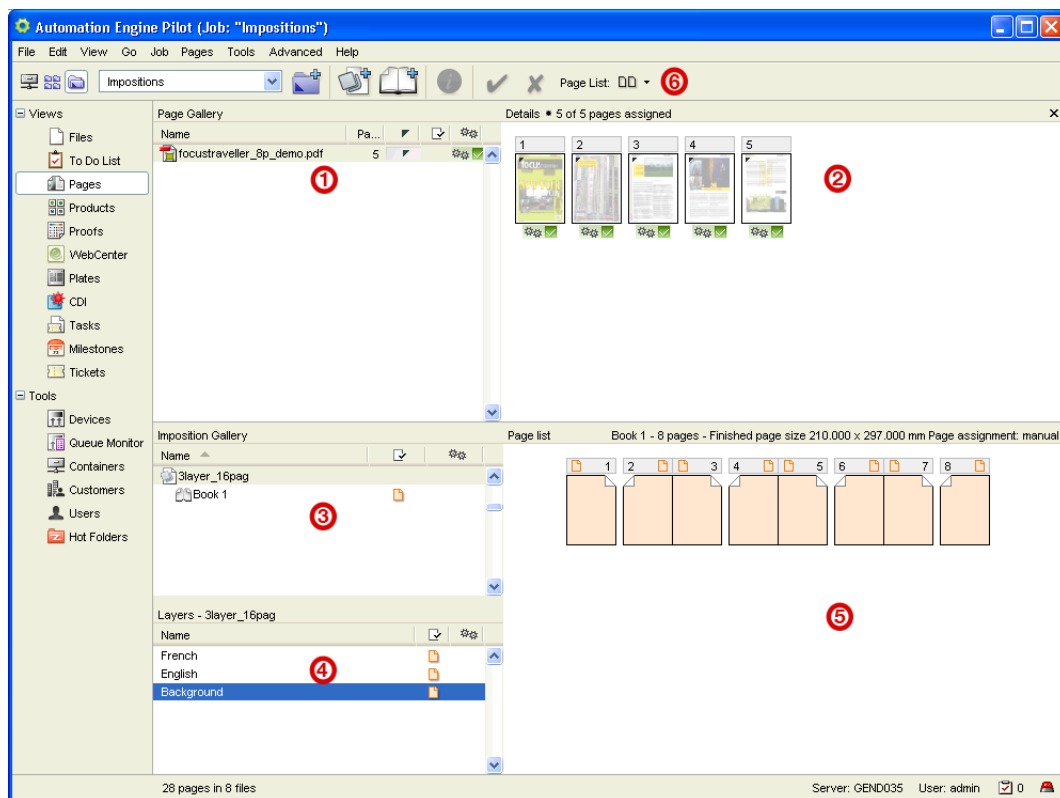 Automation Engine Pilot (Job: "Impositions")
File Edit View Go Job Pages Tools Advanced Help
Impositions
Page List:
6
Views
Files
To Do List
Pages
Products
Proofs
WebCenter
Plates
CDI
Tasks
Milestones
Tickets
Tools
Devices
Queue Monitor
Containers
Customers
Users
Hot Folders
Page Gallery
Name Pa...
focustraveller_8p_demo.pdf 5
1
Details • 5 of 5 pages assigned
1 2 3 4 5
focus
2
Imposition Gallery
Name
3layer_16pag
Book 1
3
Layers - 3layer_16pag
Name
French
English
Background
4
Page list Book 1 - 8 pages - Finished page size 210.000 x 297.000 mm Page assignment: manual
1 2 3 4 5 6 7 8
5
28 pages in 8 files
Server: GEND035 User: admin 0